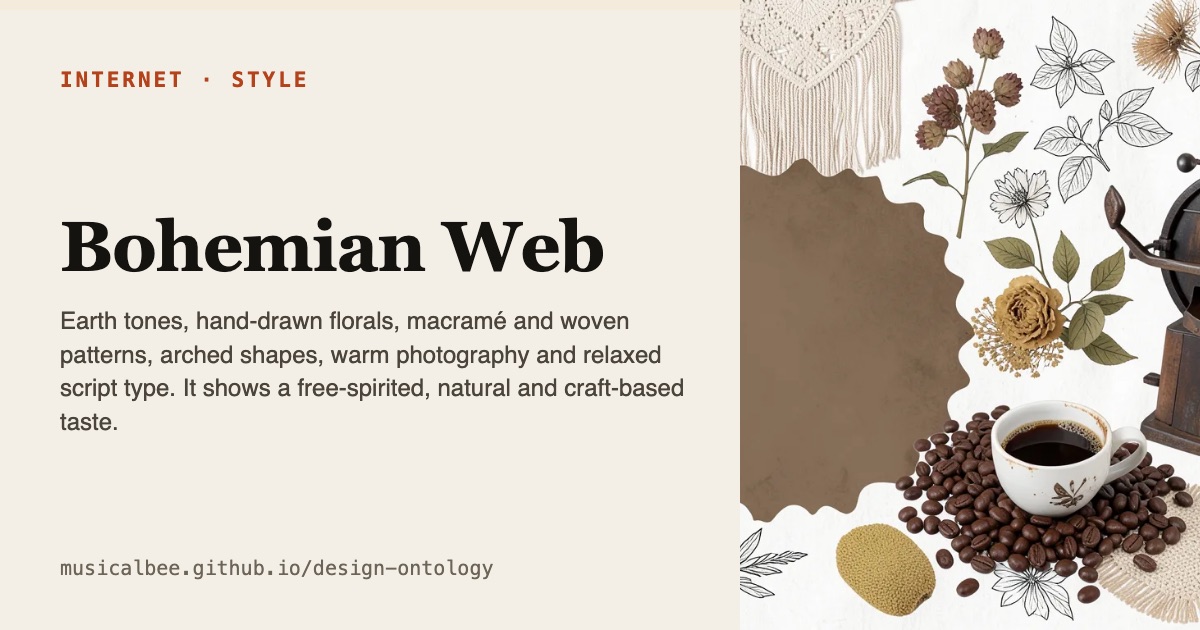 INTERNET · STYLE
Bohemian Web
Earth tones, hand-drawn florals, macramé and woven
patterns, arched shapes, warm photography and relaxed
script type. It shows a free-spirited, natural and craft-based
taste.
musicalbee.github.io/design-ontology